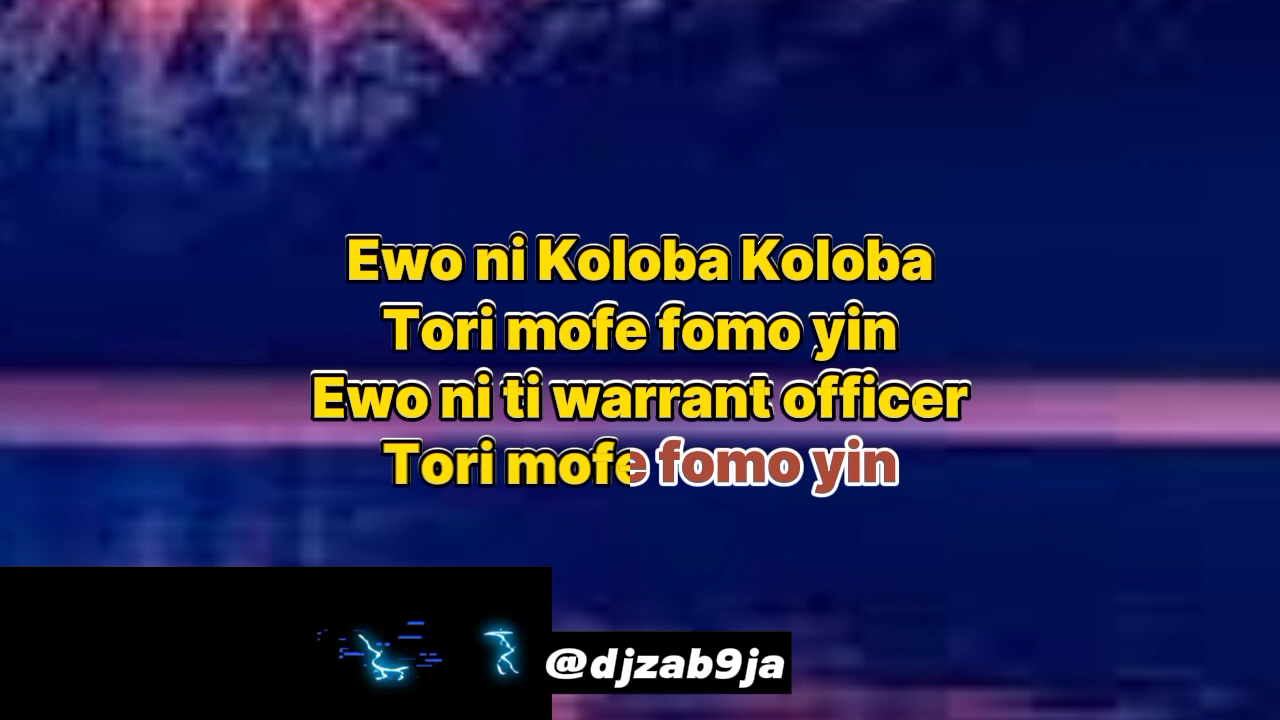 Ewo ni Koloba Koloba
Tori mofe fomo yin
Ewo ni ti warrant officer
Tori mofe fomo yin
@djzab9ja